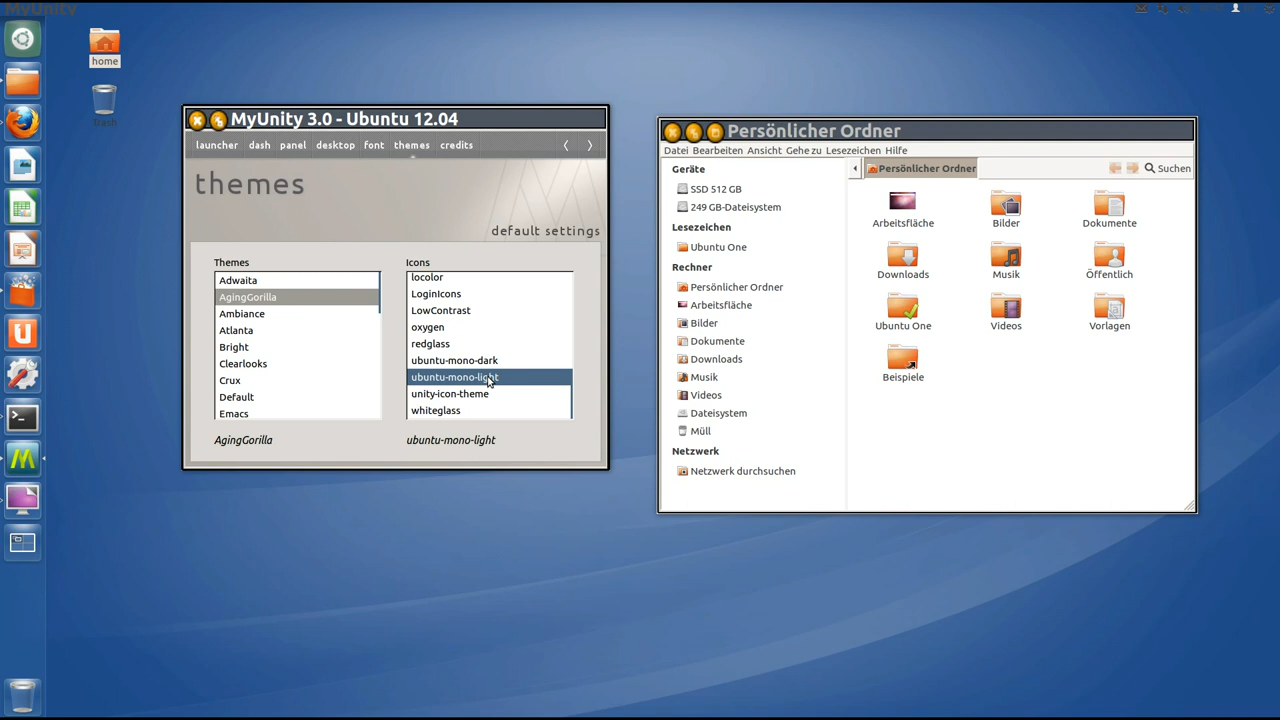 MyUnity
home
Trash
MyUnity 3.0 - Ubuntu 12.04
launcher dash panel desktop font themes credits
themes
default settings
Themes
Adwaita
AgingGorilla
Ambiance
Atlanta
Bright
Clearlooks
Crux
Default
Emacs
AgingGorilla
Icons
locolor
LoginIcons
LowContrast
oxygen
redglass
ubuntu-mono-dark
ubuntu-mono-light
unity-icon-theme
whiteglass
ubuntu-mono-light
Persönlicher Ordner
Datei Bearbeiten Ansicht Gehe zu Lesezeichen Hilfe
Geräte
SSD 512 GB
249 GB-Dateisystem
Lesezeichen
Ubuntu One
Rechner
Persönlicher Ordner
Arbeitsfläche
Bilder
Dokumente
Downloads
Musik
Videos
Dateisystem
Müll
Netzwerk
Netzwerk durchsuchen
Persönlicher Ordner
Suchen
Arbeitsfläche Bilder Dokumente
Downloads Musik Öffentlich
Ubuntu One Videos Vorlagen
Beispiele